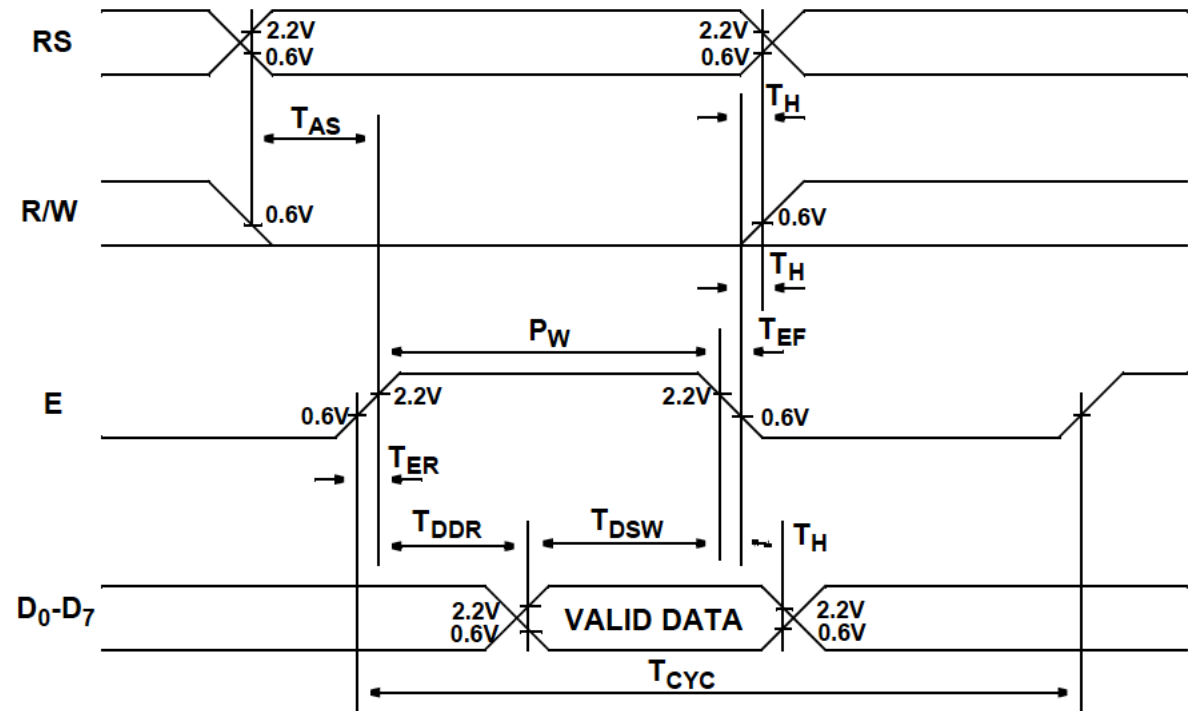 RS
2.2V
0.6V
2.2V
0.6V
TAS
TH
R/W
0.6V
0.6V
TH
PW
TEF
E
0.6V
2.2V
2.2V
0.6V
TER
TDDR
TDSW
TH
D0-D7
2.2V
0.6V
VALID DATA
2.2V
0.6V
TCYC